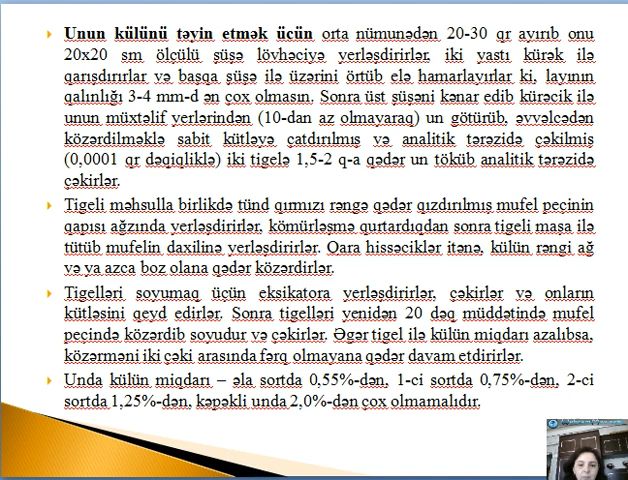 Unun külünü təyin etmək üçün orta nümunədən 20-30 qr ayırıb onu
20x20 sm ölçülü şüşə lövhəciyə yerləşdirirlər, iki yastı kürək ilə
qarışdırırlar və başqa şüşə ilə üzərini örtüb elə hamarlayırlar ki, layının
qalınlığı 3-4 mm-d ən çox olmasın. Sonra üst şüşəni kənar edib kürəcik ilə
unun müxtəlif yerlərindən (10-dan az olmayaraq) un götürüb, əvvəlcədən
közərdilməklə sabit kütləyə çatdırılmış və analitik tərəzidə çəkilmiş
(0,0001 qr dəqiqliklə) iki tigelə 1,5-2 q-a qədər un töküb analitik tərəzidə
çəkirlər.
Tigeli məhsulla birlikdə tünd qırmızı rəngə qədər qızdırılmış mufel peçinin
qapısı ağzında yerləşdirirlər, kömürləşmə qurtardıqdan sonra tigeli maşa ilə
tütüb mufelin daxilinə yerləşdirirlər. Qara hissəciklər itənə, külün rəngi ağ
və ya azca boz olana qədər közərdirlər.
Tigelləri soyumaq üçün eksikatora yerləşdirirlər, çəkirlər və onların
kütləsini qeyd edirlər. Sonra tigelləri yenidən 20 dəq müddətində mufel
peçində közərdib soyudur və çəkirlər. Əgər tigel ilə külün miqdarı azalıbsa,
közərməni iki çəki arasında fərq olmayana qədər davam etdirirlər.
Unda külün miqdarı – əla sortda 0,55%-dən, 1-ci sortda 0,75%-dən, 2-ci
sortda 1,25%-dən, kəpəkli unda 2,0%-dən çox olmamalıdır.